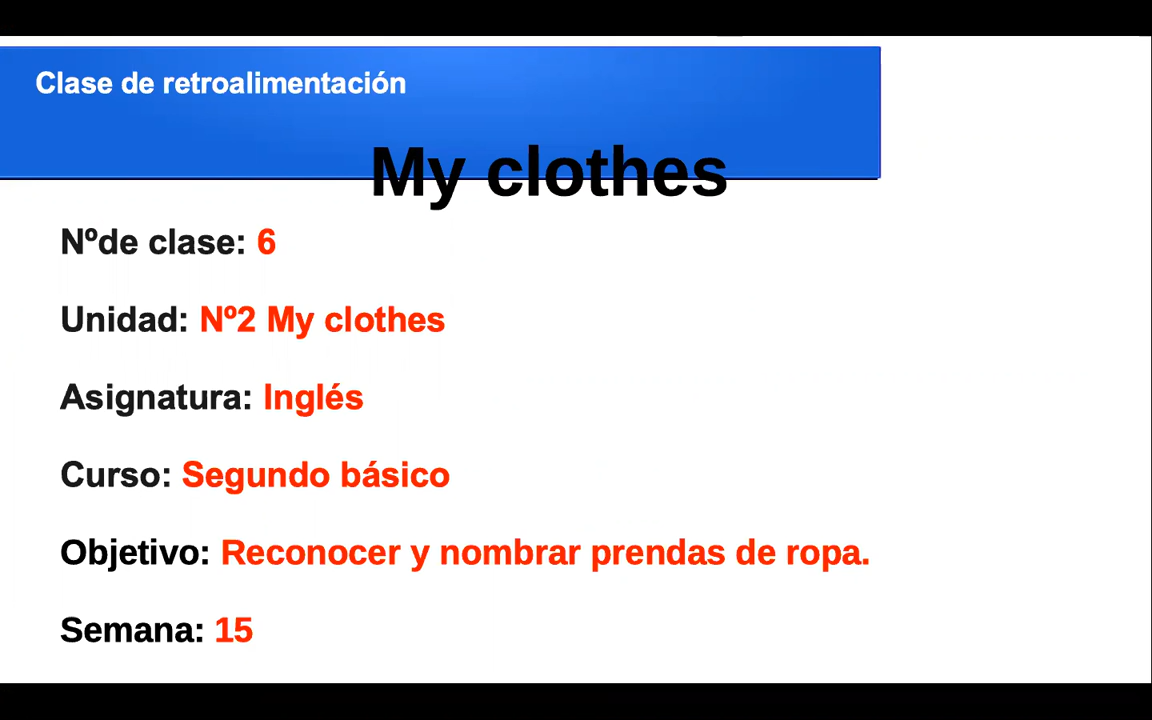 Clase de retroalimentación
My clothes
Nºde clase: 6
Unidad: Nº2 My clothes
Asignatura: Inglés
Curso: Segundo básico
Objetivo: Reconocer y nombrar prendas de ropa.
Semana: 15